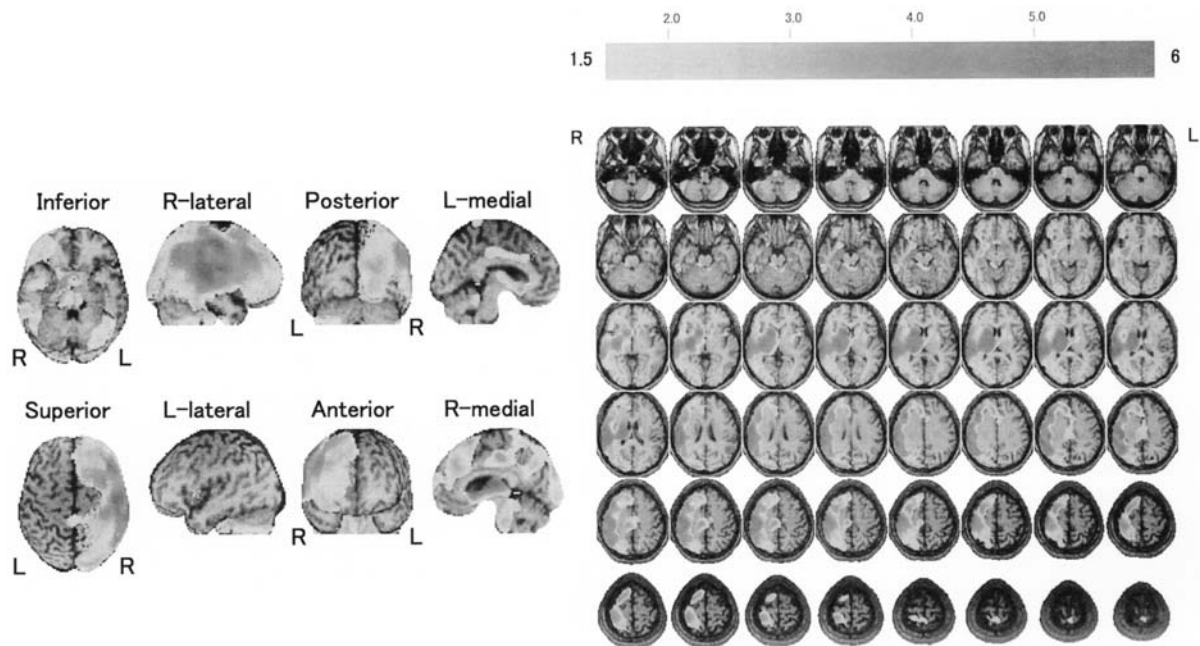 2.0 3.0 4.0 5.0
1.5 6
R L
Inferior R-lateral Posterior L-medial
R L L R
Superior L-lateral Anterior R-medial
L R R L